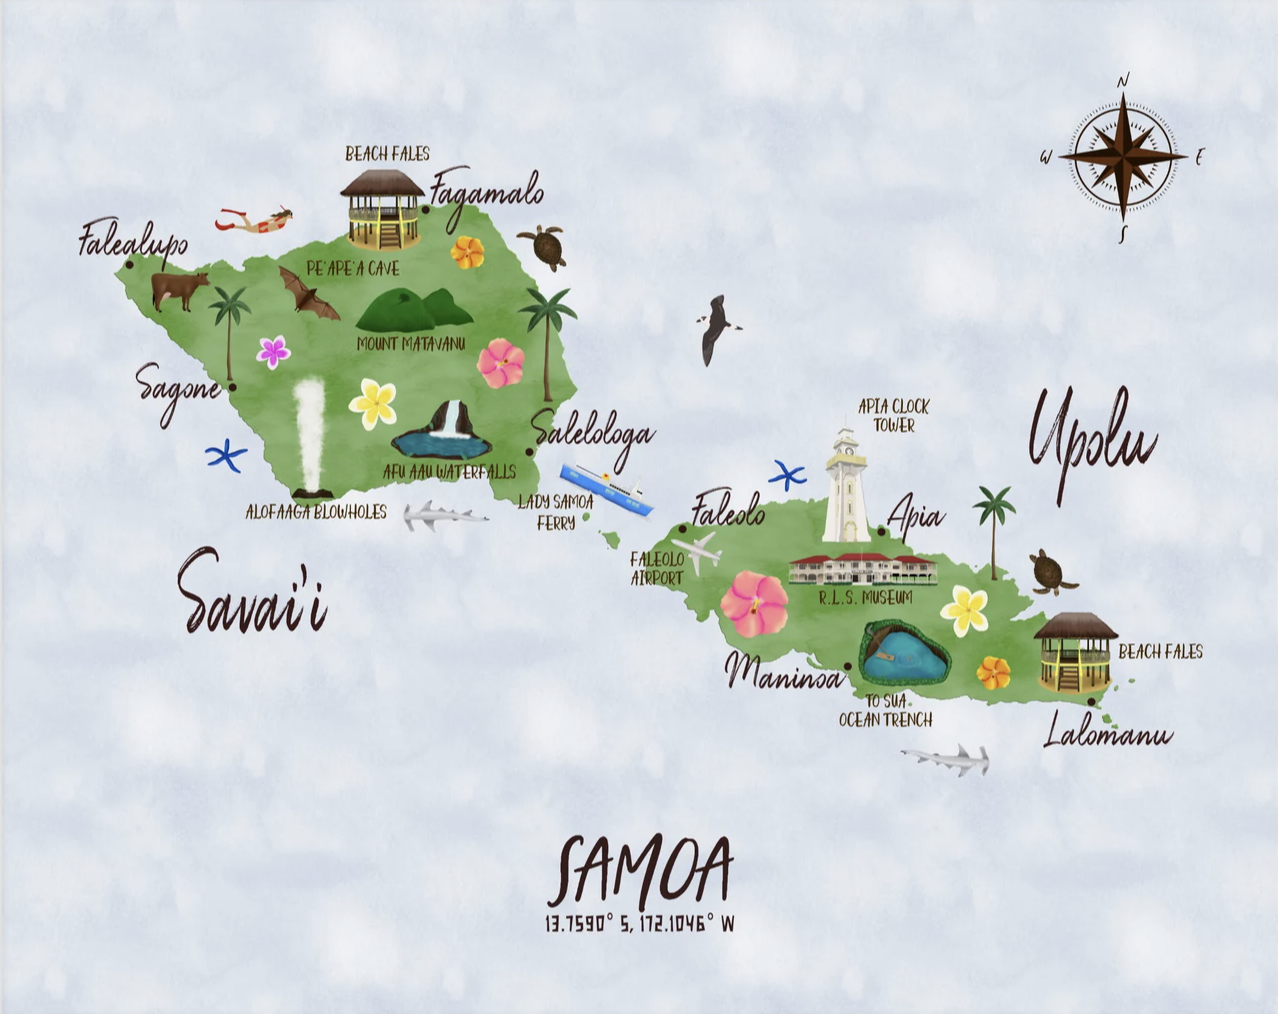 N
W
E
S
BEACH FALES
Fagamalo
Falealupo
PE'APE'A CAVE
MOUNT MATAVANU
Sagone
Salelologa
AFU AAU WATERFALLS
ALOFAAGA BLOWHOLES
LADY SAMOA
FERRY
Savai'i
APIA CLOCK
TOWER
Upolu
Faleolo
Apia
FALEOLO
AIRPORT
R.L.S. MUSEUM
BEACH FALES
Maninoa
TO SUA
OCEAN TRENCH
Lalomanu
SAMOA
13.7590° S, 172.1046° W